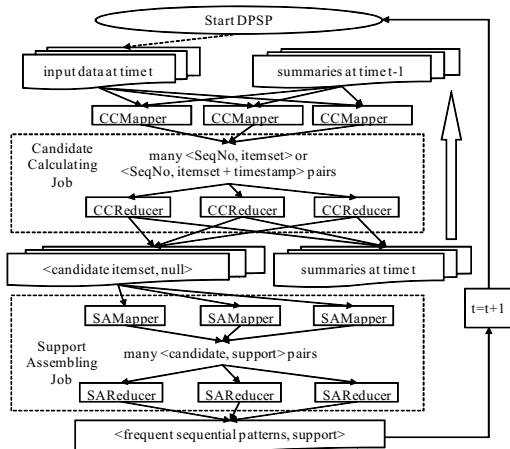 Start DPSP
input data at time t
summaries at time t-1
CCMapper
CCMapper
CCMapper
Candidate
Calculating
Job
many <SeqNo, itemset> or
<SeqNo, itemset + timestamp> pairs
CCReducer
CCReducer
CCReducer
<candidate itemset, null>
summaries at time t
t=t+1
SAMapper
SAMapper
SAMapper
Support
Assembling
Job
many <candidate, support> pairs
SAReducer
SAReducer
SAReducer
<frequent sequential patterns, support>